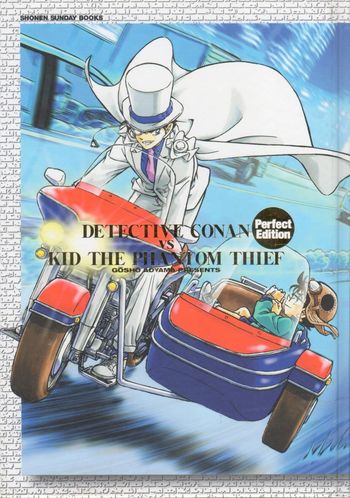 SHONEN SUNDAY BOOKS
DETECTIVE CONAN
VS
KID THE PHANTOM THIEF
Perfect
Edition
GOSHO AOYAMA PRESENTS